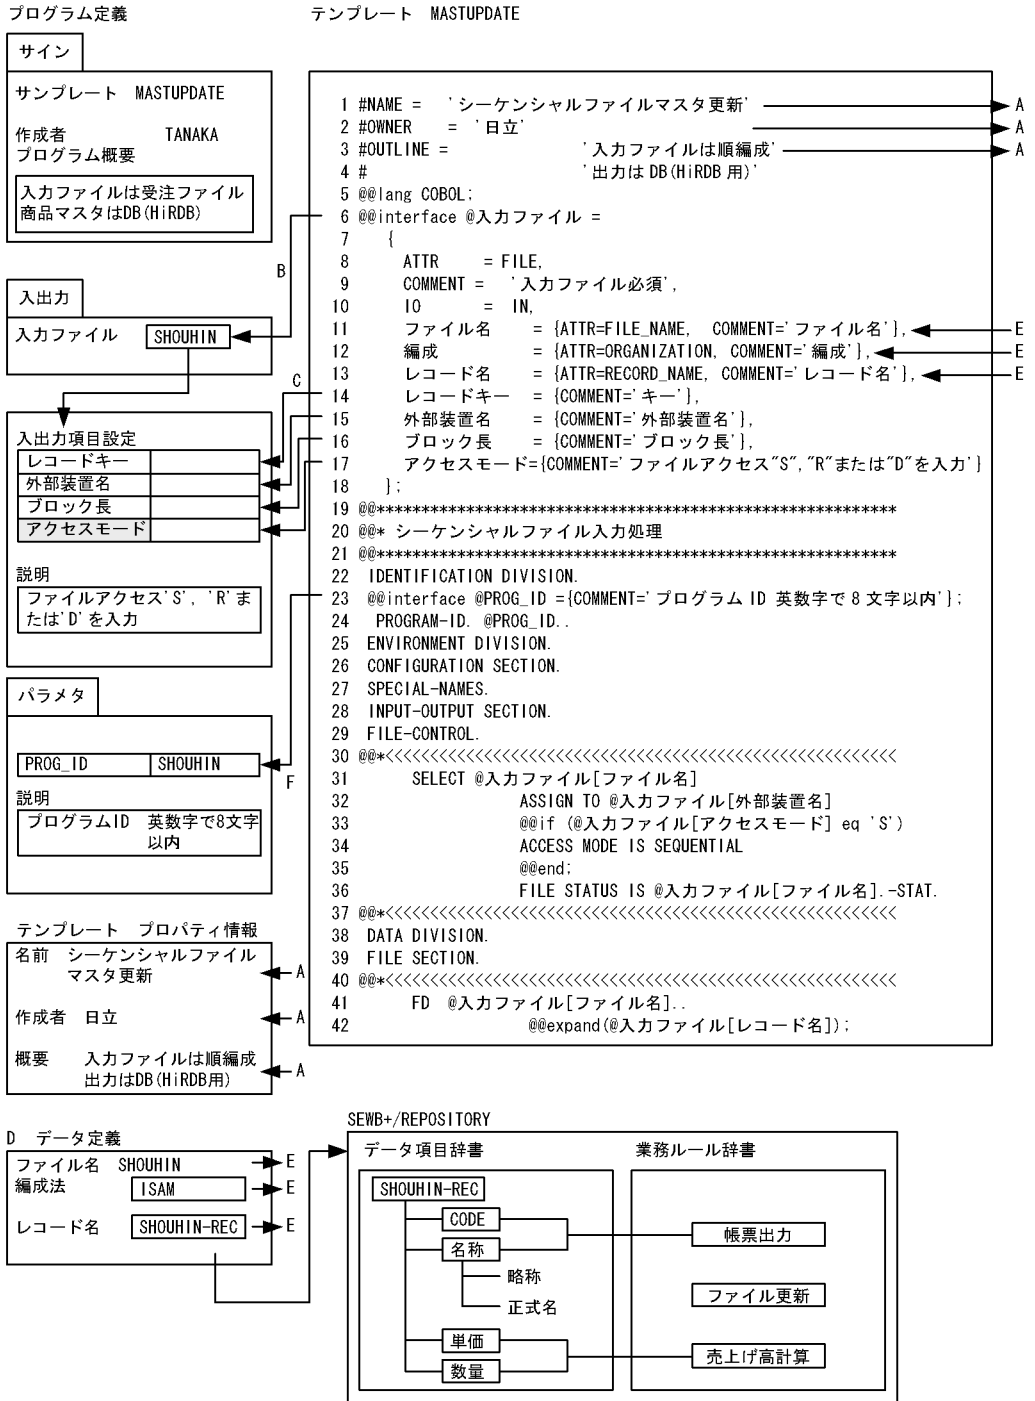 プログラム定義
サイン
サンプレート MASTUPDATE
作成者 TANAKA
プログラム概要
入力ファイルは受注ファイル
商品マスタはDB(HiRDB)
入出力
入力ファイル SHOUHIN
入出力項目設定
レコードキー
外部装置名
ブロック長
アクセスモード
説明
ファイルアクセス'S', 'R'ま
たは'D'を入力
パラメタ
PROG_ID SHOUHIN
説明
プログラムID 英数字で8文字
以内
テンプレート プロパティ情報
名前 シーケンシャルファイル
マスタ更新
A
作成者 日立
A
概要 入力ファイルは順編成
出力はDB(HiRDB用)
A
B
C
F
テンプレート MASTUPDATE
1 #NAME = 'シーケンシャルファイルマスタ更新' A
2 #OWNER = '日立' A
3 #OUTLINE = '入力ファイルは順編成' A
4 # '出力は DB(HiRDB 用)'
5 @@lang COBOL;
6 @@interface @入力ファイル =
7 {
8 ATTR = FILE,
9 COMMENT = '入力ファイル必須',
10 IO = IN,
11 ファイル名 = {ATTR=FILE_NAME, COMMENT='ファイル名'}, E
12 編成 = {ATTR=ORGANIZATION, COMMENT='編成'}, E
13 レコード名 = {ATTR=RECORD_NAME, COMMENT='レコード名'}, E
14 レコードキー = {COMMENT='キー'},
15 外部装置名 = {COMMENT='外部装置名'},
16 ブロック長 = {COMMENT='ブロック長'},
17 アクセスモード={COMMENT='ファイルアクセス"S","R"または"D"を入力'}
18 };
19 @@**********************************************************
20 @@* シーケンシャルファイル入力処理
21 @@**********************************************************
22 IDENTIFICATION DIVISION.
23 @@interface @PROG_ID ={COMMENT='プログラム ID 英数字で 8 文字以内'};
24 PROGRAM-ID. @PROG_ID..
25 ENVIRONMENT DIVISION.
26 CONFIGURATION SECTION.
27 SPECIAL-NAMES.
28 INPUT-OUTPUT SECTION.
29 FILE-CONTROL.
30 @@*<<<<<<<<<<<<<<<<<<<<<<<<<<<<<<<<<<<<<<<<<<<<<<<<<<<<<<<<<
31 SELECT @入力ファイル[ファイル名]
32 ASSIGN TO @入力ファイル[外部装置名]
33 @@if (@入力ファイル[アクセスモード] eq 'S')
34 ACCESS MODE IS SEQUENTIAL
35 @@end;
36 FILE STATUS IS @入力ファイル[ファイル名].-STAT.
37 @@*<<<<<<<<<<<<<<<<<<<<<<<<<<<<<<<<<<<<<<<<<<<<<<<<<<<<<<<<<
38 DATA DIVISION.
39 FILE SECTION.
40 @@*<<<<<<<<<<<<<<<<<<<<<<<<<<<<<<<<<<<<<<<<<<<<<<<<<<<<<<<<<
41 FD @入力ファイル[ファイル名]..
42 @@expand(@入力ファイル[レコード名]);
D データ定義
ファイル名 SHOUHIN E
編成法 ISAM E
レコード名 SHOUHIN-REC E
SEWB+/REPOSITORY
データ項目辞書
SHOUHIN-REC
CODE
名称
略称
正式名
単価
数量
業務ルール辞書
帳票出力
ファイル更新
売上げ高計算